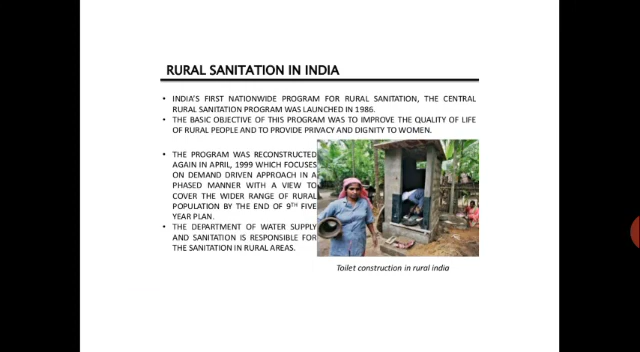 RURAL SANITATION IN INDIA
• INDIA'S FIRST NATIONWIDE PROGRAM FOR RURAL SANITATION, THE CENTRAL
RURAL SANITATION PROGRAM WAS LAUNCHED IN 1986.
• THE BASIC OBJECTIVE OF THIS PROGRAM WAS TO IMPROVE THE QUALITY OF LIFE
OF RURAL PEOPLE AND TO PROVIDE PRIVACY AND DIGNITY TO WOMEN.
• THE PROGRAM WAS RECONSTRUCTED
AGAIN IN APRIL, 1999 WHICH FOCUSES
ON DEMAND DRIVEN APPROACH IN A
PHASED MANNER WITH A VIEW TO
COVER THE WIDER RANGE OF RURAL
POPULATION BY THE END OF 9TH FIVE
YEAR PLAN.
• THE DEPARTMENT OF WATER SUPPLY
AND SANITATION IS RESPONSIBLE FOR
THE SANITATION IN RURAL AREAS.
Toilet construction in rural india